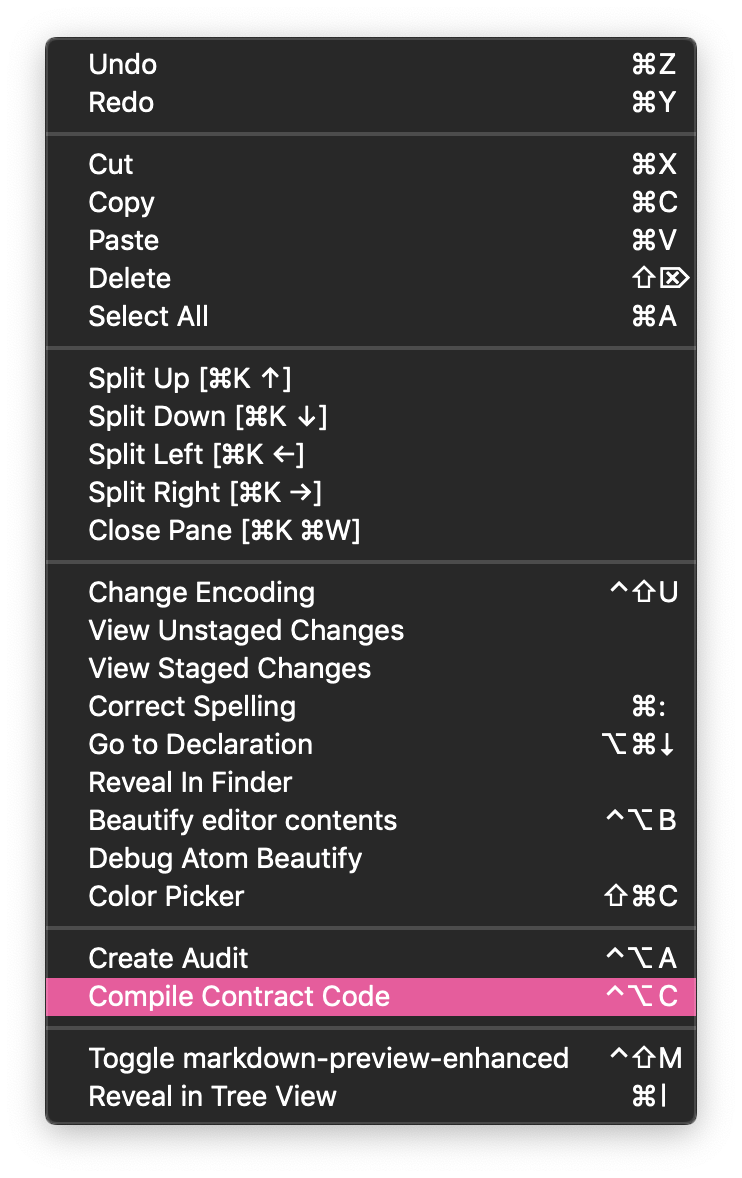 Undo ⌘Z
Redo ⌘Y
Cut ⌘X
Copy ⌘C
Paste ⌘V
Delete ⇧⌦
Select All ⌘A
Split Up [⌘K ↑]
Split Down [⌘K ↓]
Split Left [⌘K ←]
Split Right [⌘K →]
Close Pane [⌘K ⌘W]
Change Encoding ^⇧U
View Unstaged Changes
View Staged Changes
Correct Spelling ⌘:
Go to Declaration ⌥⌘↓
Reveal In Finder
Beautify editor contents ^⌥B
Debug Atom Beautify
Color Picker ⇧⌘C
Create Audit ^⌥A
Compile Contract Code ^⌥C
Toggle markdown-preview-enhanced ^⇧M
Reveal in Tree View ⌘|